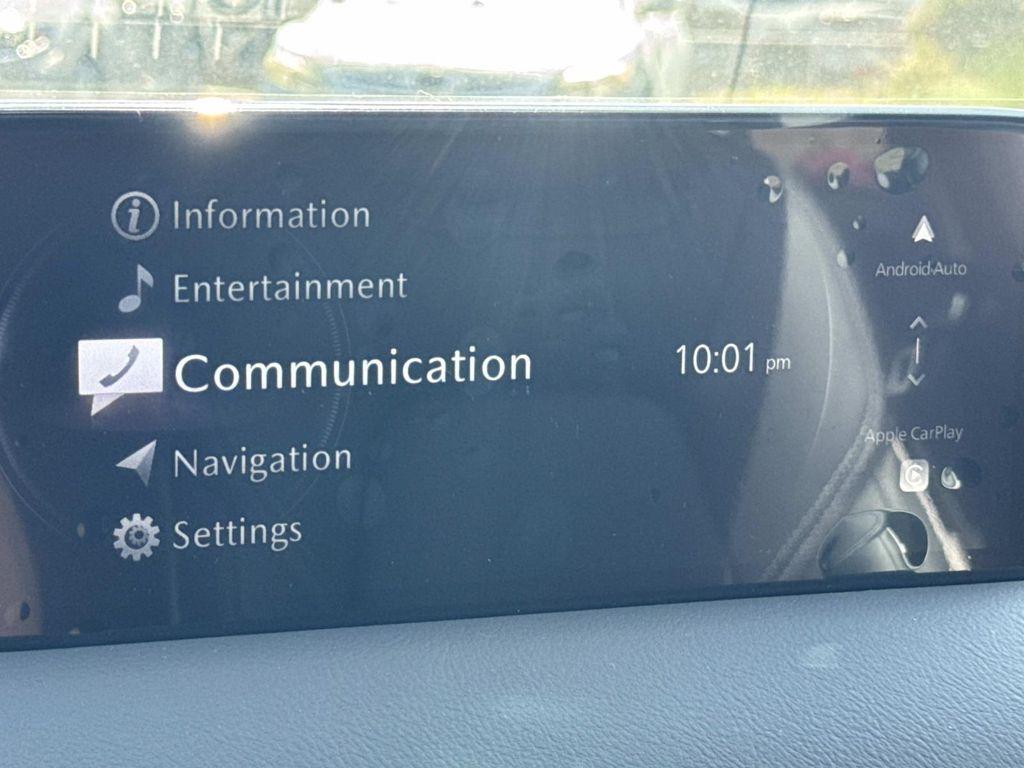 Information
Entertainment
Communication
Navigation
Settings
10:01 pm
Android Auto
Apple CarPlay